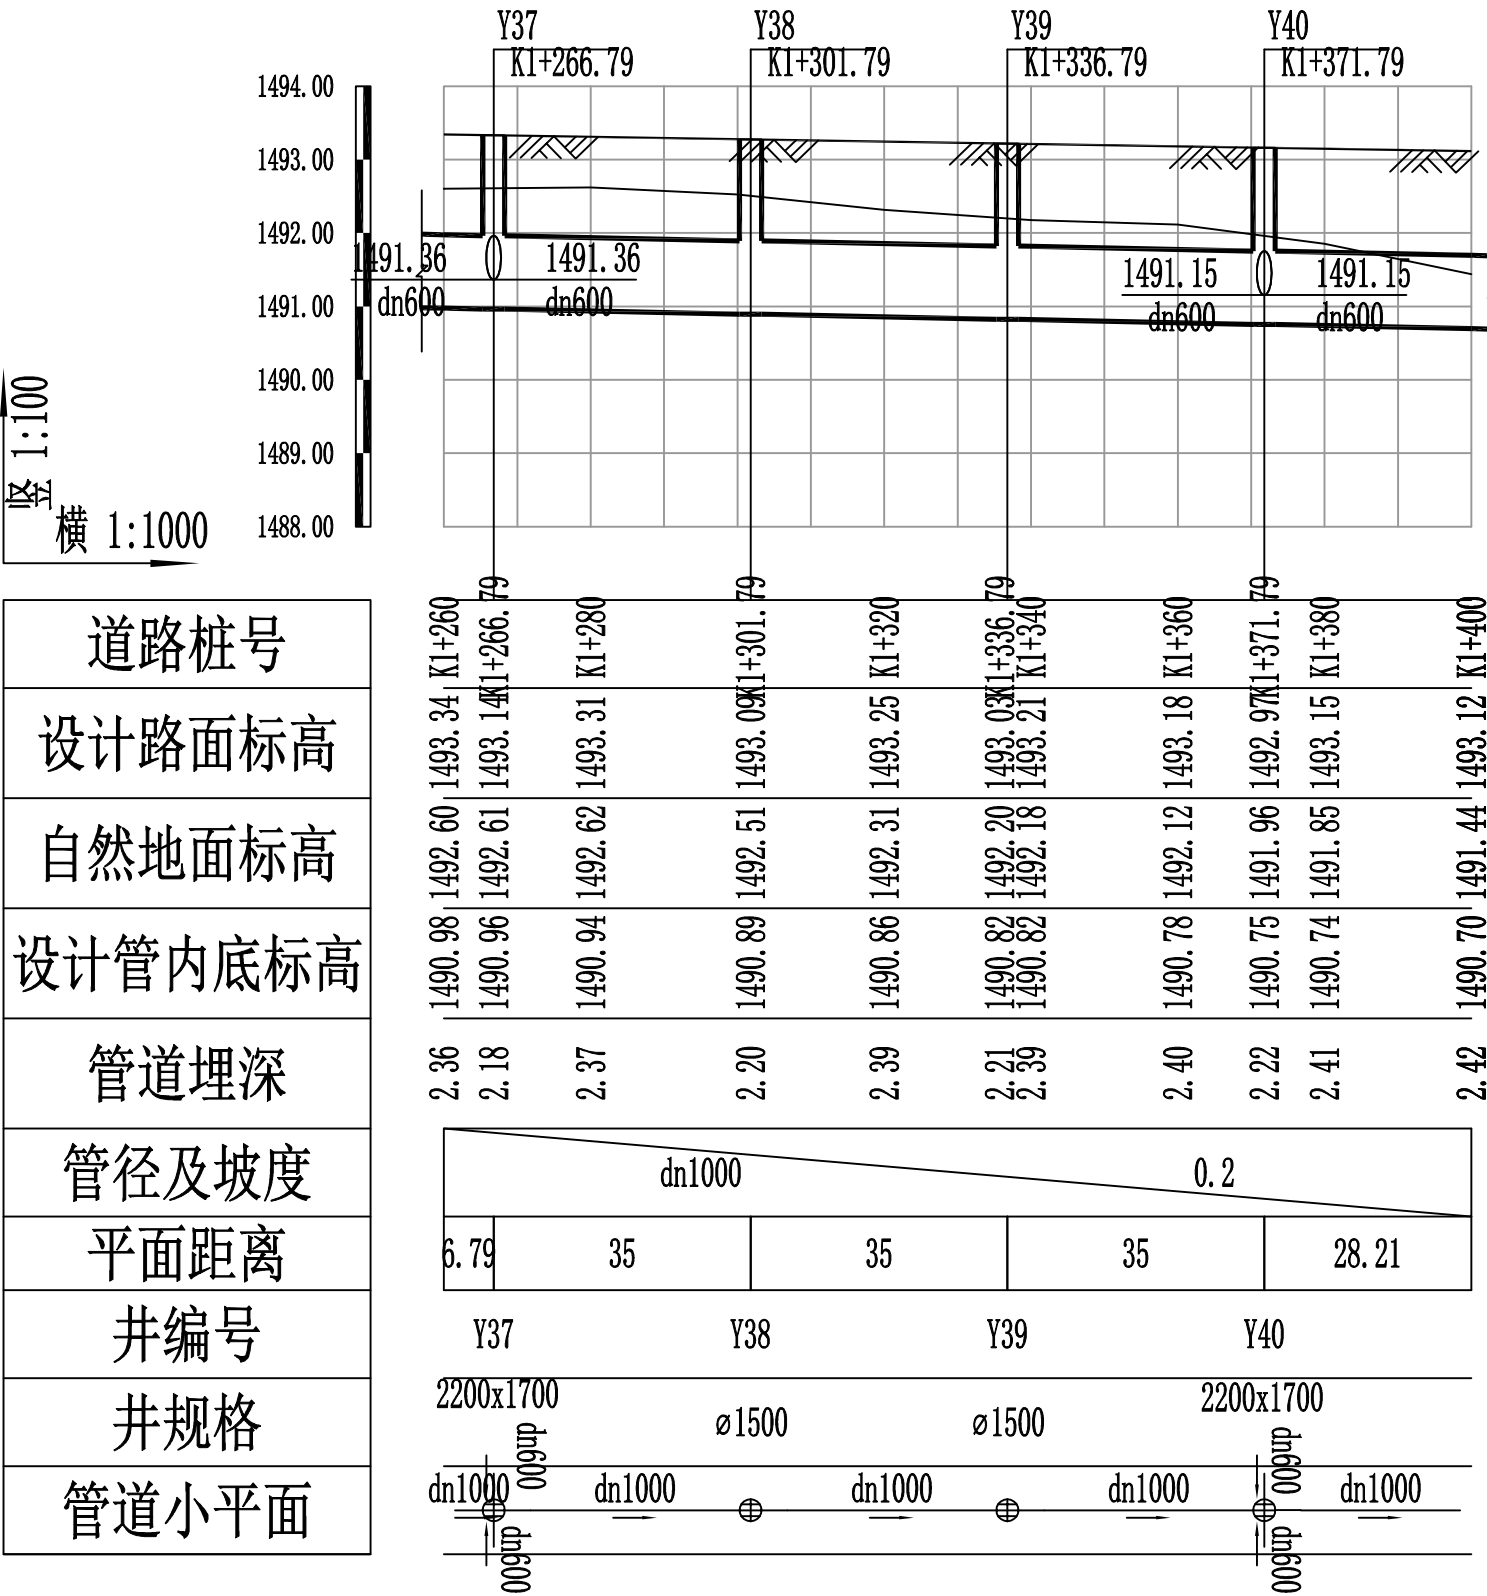 Y37 Y38 Y39 Y40
K1+266.79 K1+301.79 K1+336.79 K1+371.79
1494.00
1493.00
1492.00
1491.00
1490.00
1489.00
1488.00
1491.36 1491.36 1491.15 1491.15
dn600 dn600 dn600 dn600
竖 1:100
横 1:1000
道路桩号 K1+260 K1+266.79 K1+280 K1+301.79 K1+320 K1+336.79 K1+340 K1+360 K1+371.79 K1+380 K1+400
设计路面标高 1493.34 1493.14 1493.31 1493.09 1493.25 1493.03 1493.21 1493.18 1492.97 1493.15 1493.12
自然地面标高 1492.60 1492.61 1492.62 1492.51 1492.31 1492.20 1492.18 1492.12 1491.96 1491.85 1491.44
设计管内底标高 1490.98 1490.96 1490.94 1490.89 1490.86 1490.82 1490.82 1490.78 1490.75 1490.74 1490.70
管道埋深 2.36 2.18 2.37 2.20 2.39 2.21 2.39 2.40 2.22 2.41 2.42
管径及坡度 dn1000 0.2
平面距离 6.79 35 35 35 28.21
井编号 Y37 Y38 Y39 Y40
井规格 2200x1700 ø1500 ø1500 2200x1700
管道小平面 dn1000 dn600 dn600 dn1000 dn1000 dn1000 dn600 dn600 dn1000